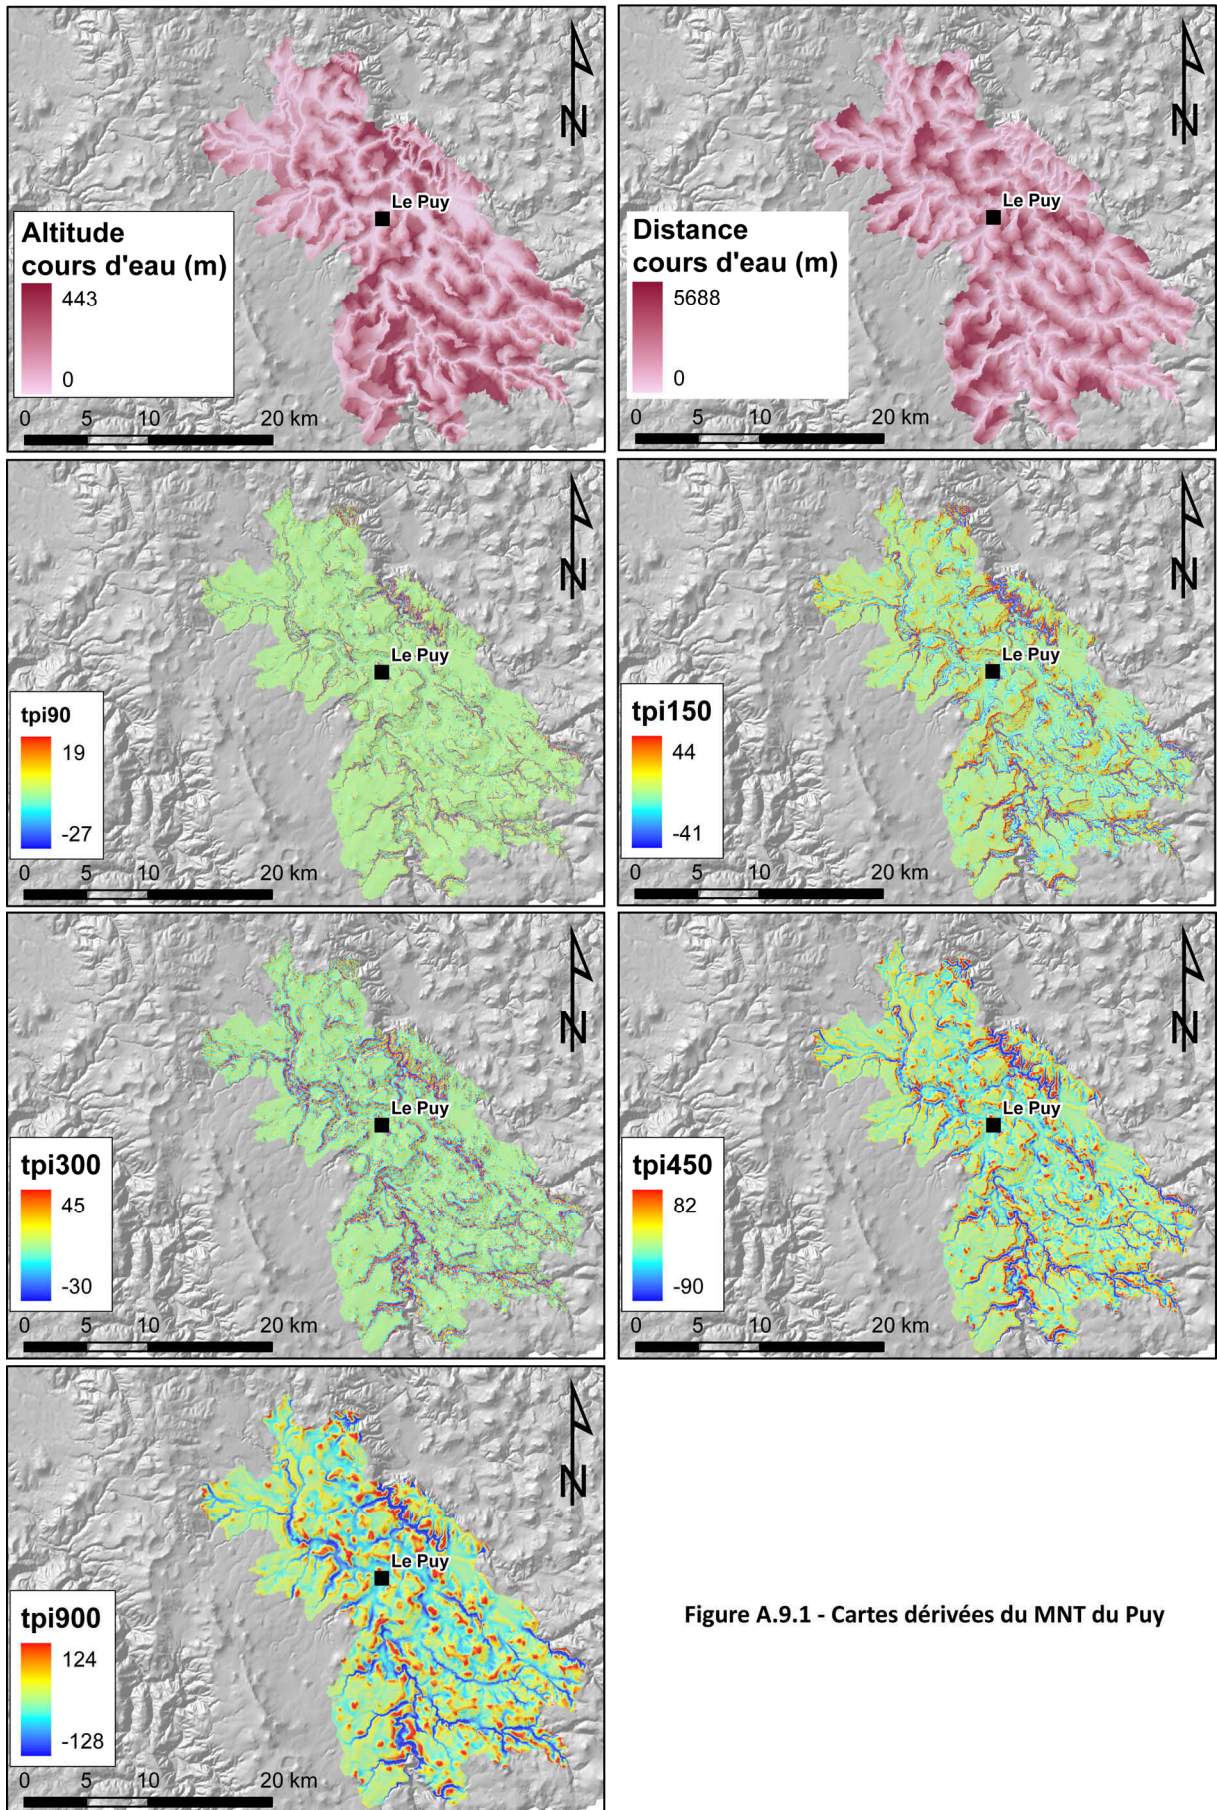 N
Le Puy
Altitude
cours d'eau (m)
443
0
0 5 10 20 km
N
Le Puy
Distance
cours d'eau (m)
5688
0
0 5 10 20 km
N
Le Puy
tpi90
19
-27
0 5 10 20 km
N
Le Puy
tpi150
44
-41
0 5 10 20 km
N
Le Puy
tpi300
45
-30
0 5 10 20 km
N
Le Puy
tpi450
82
-90
0 5 10 20 km
N
Le Puy
tpi900
124
-128
0 5 10 20 km
Figure A.9.1 - Cartes dérivées du MNT du Puy